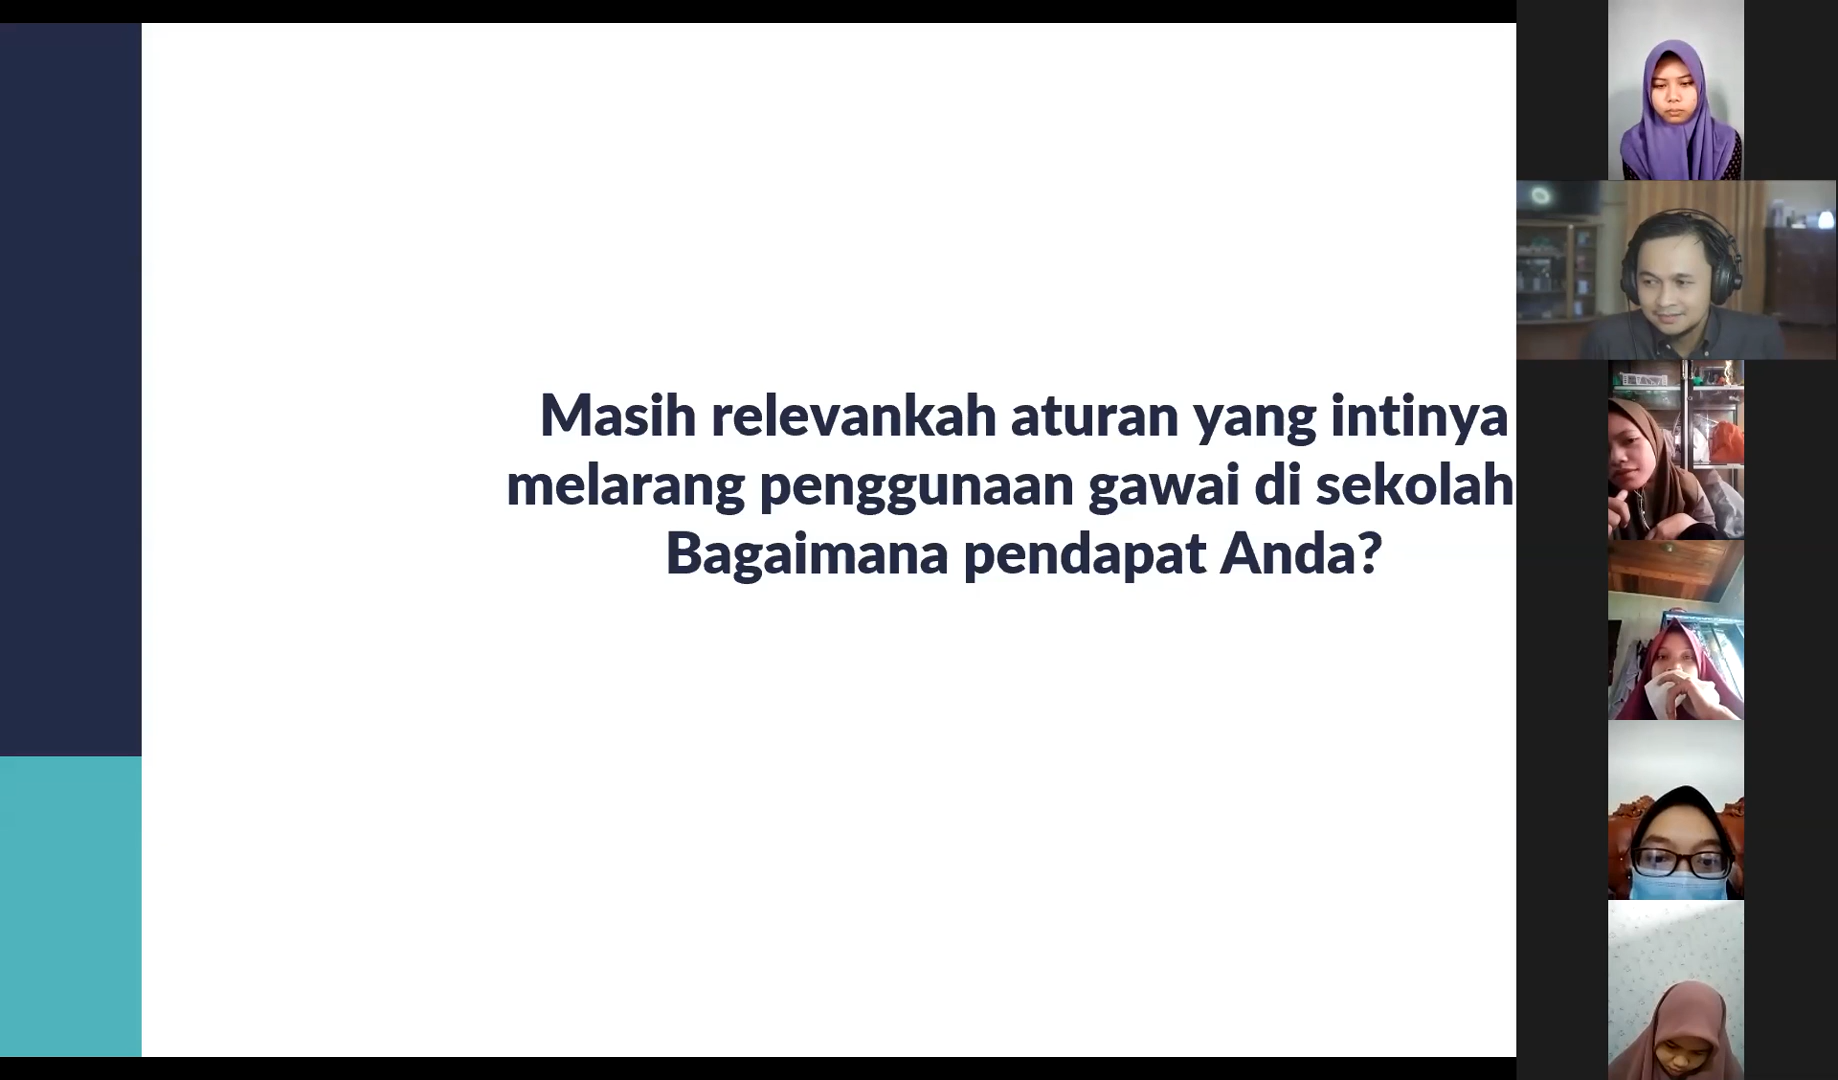 Masih relevankah aturan yang intinya
melarang penggunaan gawai di sekolah
Bagaimana pendapat Anda?